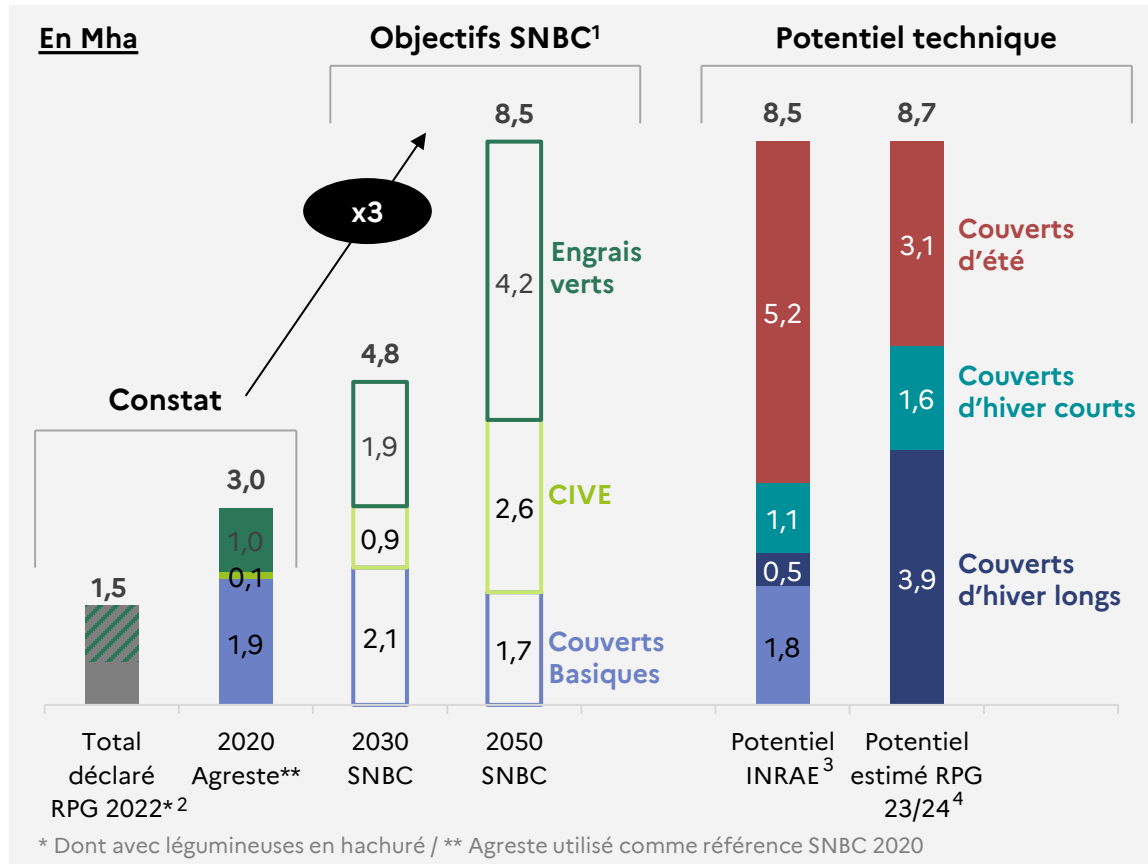 En Mha
Objectifs SNBC1
Potentiel technique
8,5
8,5
8,7
x3
Engrais
verts
4,2
Couverts
d'été
3,1
5,2
4,8
Constat
1,9
Couverts
d'hiver courts
1,6
3,0
CIVE
2,6
1,0
0,9
1,1
0,1
0,5
1,5
Couverts
d'hiver longs
3,9
1,9
2,1
1,7
Couverts
Basiques
1,8
Total
déclaré
RPG 2022*2
2020
Agreste**
2030
SNBC
2050
SNBC
Potentiel
INRAE3
Potentiel
estimé RPG
23/244
* Dont avec légumineuses en hachuré / ** Agreste utilisé comme référence SNBC 2020